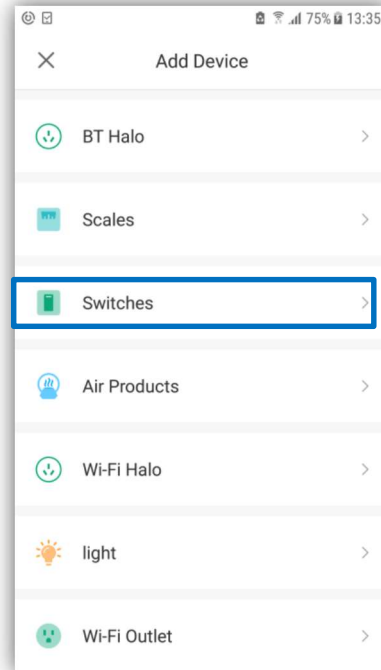 75% 13:35
Add Device
BT Halo
Scales
Switches
Air Products
Wi-Fi Halo
light
Wi-Fi Outlet